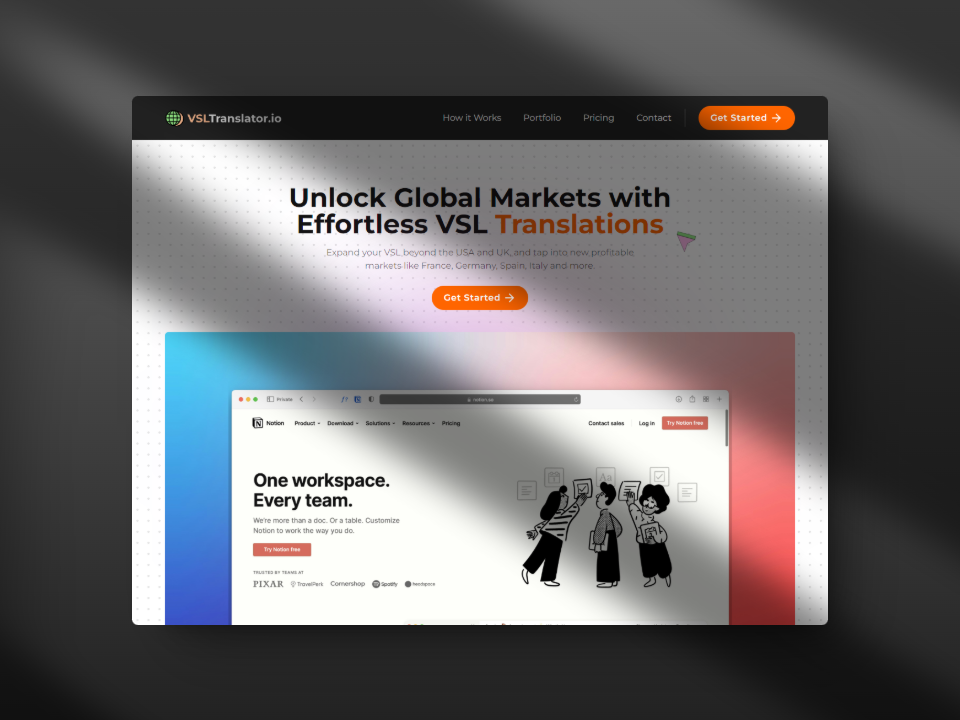 VSLTranslator.io
How it Works
Portfolio
Pricing
Contact
Get Started
Unlock Global Markets with
Effortless VSL Translations
Expand your VSL beyond the USA and UK, and tap into new profitable
markets like France, Germany, Spain, Italy and more.
Get Started
Private
notion.so
Notion
Product
Download
Solutions
Resources
Pricing
Contact sales
Log in
Try Notion free
One workspace.
Every team.
We're more than a doc. Or a table. Customize
Notion to work the way you do.
Try Notion free
TRUSTED BY TEAMS AT
PIXAR
TravelPerk
Cornershop
Spotify
headspace
Aa